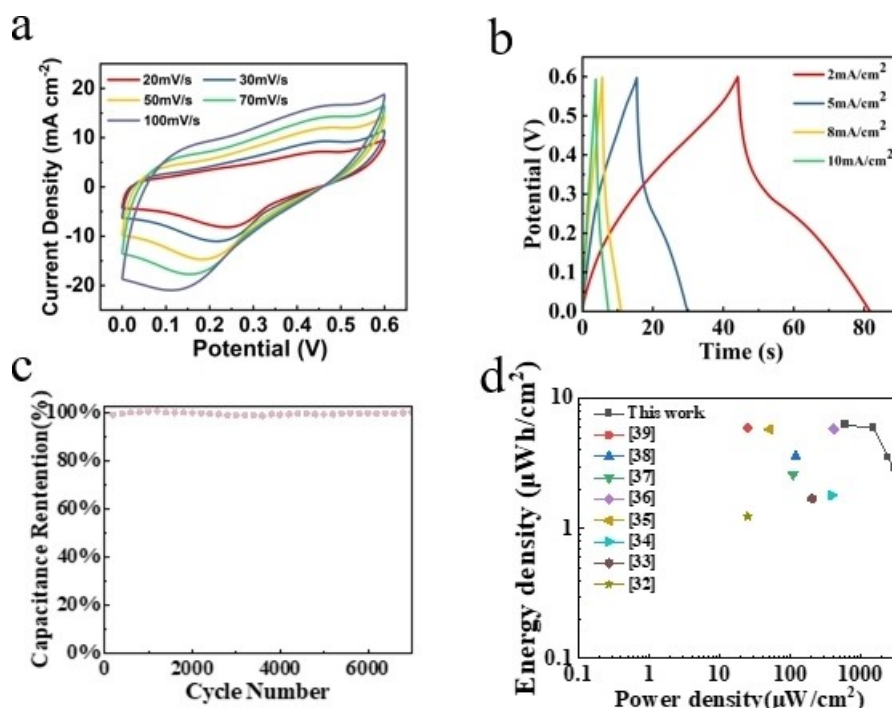 a
20mV/s 30mV/s
50mV/s 70mV/s
100mV/s
Current Density (mA cm-2)
20
10
0
-10
-20
0.0 0.1 0.2 0.3 0.4 0.5 0.6
Potential (V)
b
2mA/cm2
5mA/cm2
8mA/cm2
10mA/cm2
Potential (V)
0.6
0.5
0.4
0.3
0.2
0.1
0.0
0 20 40 60 80
Time (s)
c
Capacitance Rentention(%)
100%
80%
60%
40%
20%
0%
0 2000 4000 6000
Cycle Number
d
This work
[39]
[38]
[37]
[36]
[35]
[34]
[33]
[32]
Energy density (μWh/cm2)
10
1
0.1
0.1 1 10 100 1000
Power density(μW/cm2)